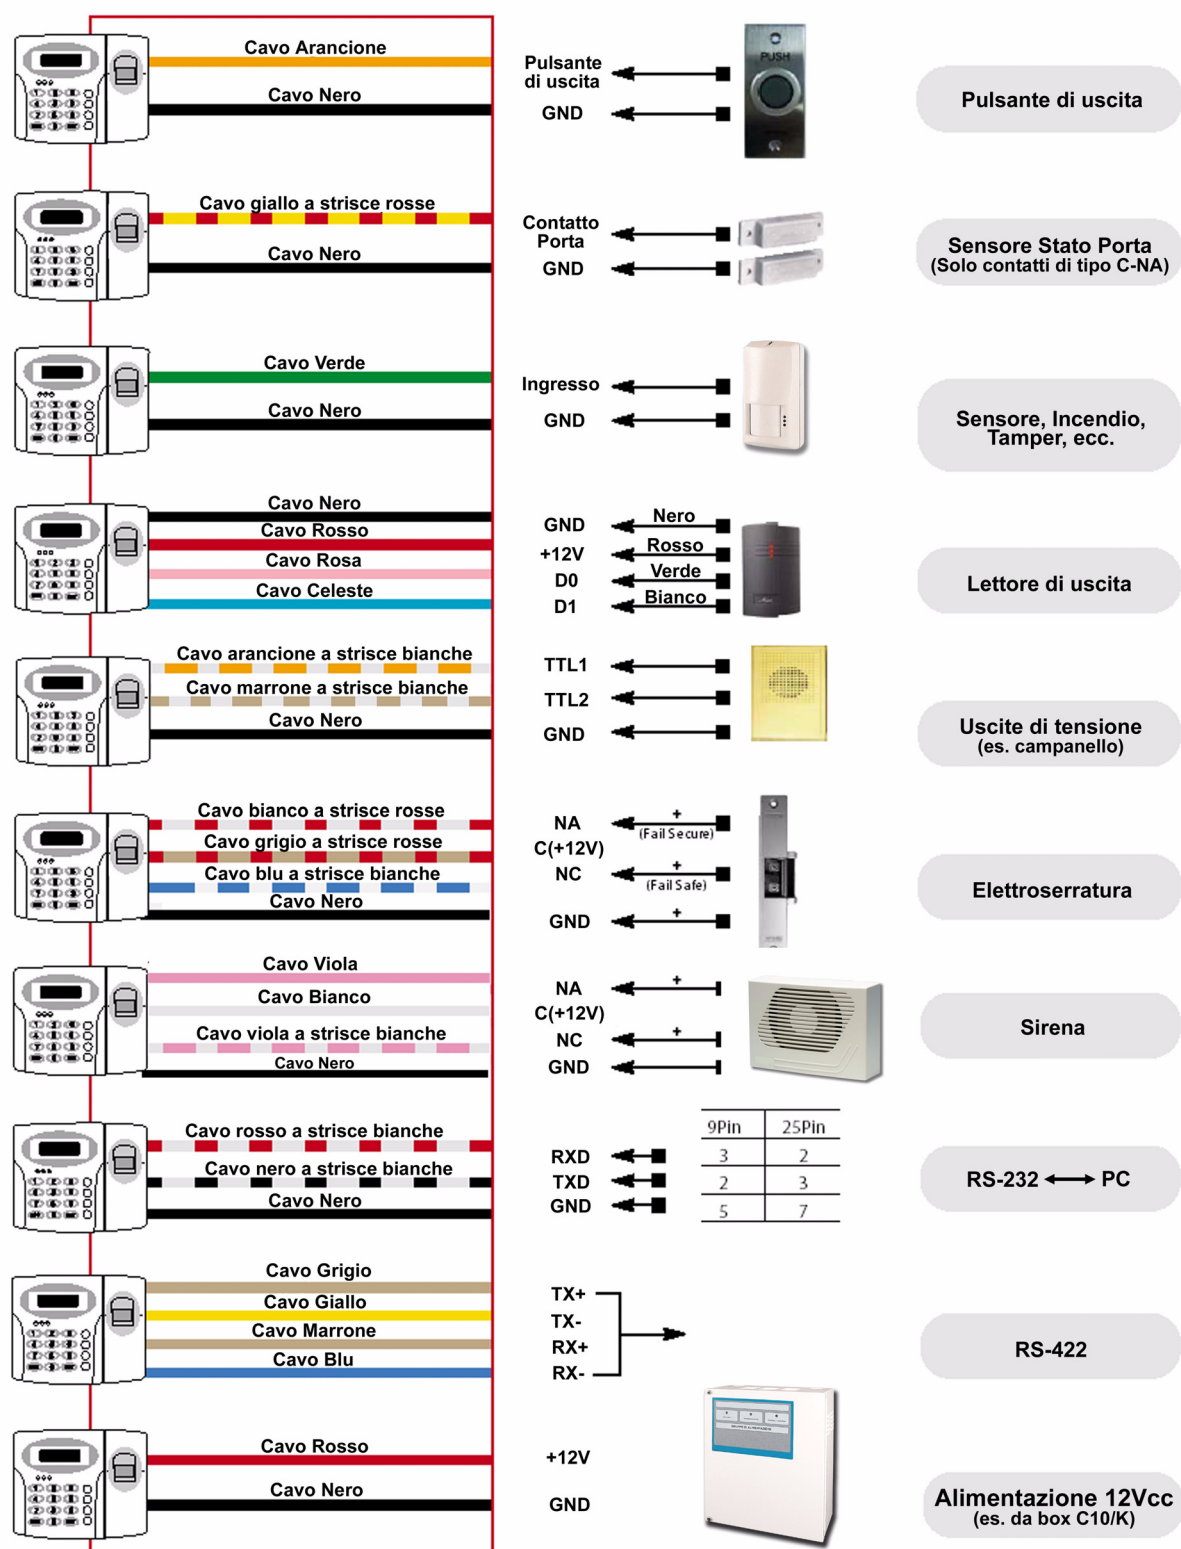 Cavo Arancione
Cavo Nero
Pulsante
di uscita
GND
PUSH
Pulsante di uscita
Cavo giallo a strisce rosse
Cavo Nero
Contatto
Porta
GND
Sensore Stato Porta
(Solo contatti di tipo C-NA)
Cavo Verde
Cavo Nero
Ingresso
GND
Sensore, Incendio,
Tamper, ecc.
Cavo Nero
Cavo Rosso
Cavo Rosa
Cavo Celeste
GND
Nero
+12V
Rosso
D0
Verde
D1
Bianco
Lettore di uscita
Cavo arancione a strisce bianche
Cavo marrone a strisce bianche
Cavo Nero
TTL1
TTL2
GND
Uscite di tensione
(es. campanello)
Cavo bianco a strisce rosse
Cavo grigio a strisce rosse
Cavo blu a strisce bianche
Cavo Nero
NA
+
(Fail Secure)
C(+12V)
NC
+
(Fail Safe)
GND
+
Elettroserratura
Cavo Viola
Cavo Bianco
Cavo viola a strisce bianche
Cavo Nero
NA
+
C(+12V)
NC
+
GND
Sirena
Cavo rosso a strisce bianche
Cavo nero a strisce bianche
Cavo Nero
RXD
TXD
GND
9Pin 25Pin
3 2
2 3
5 7
RS-232 PC
Cavo Grigio
Cavo Giallo
Cavo Marrone
Cavo Blu
TX+
TX-
RX+
RX-
RS-422
Cavo Rosso
Cavo Nero
+12V
GND
Alimentazione 12Vcc
(es. da box C10/K)